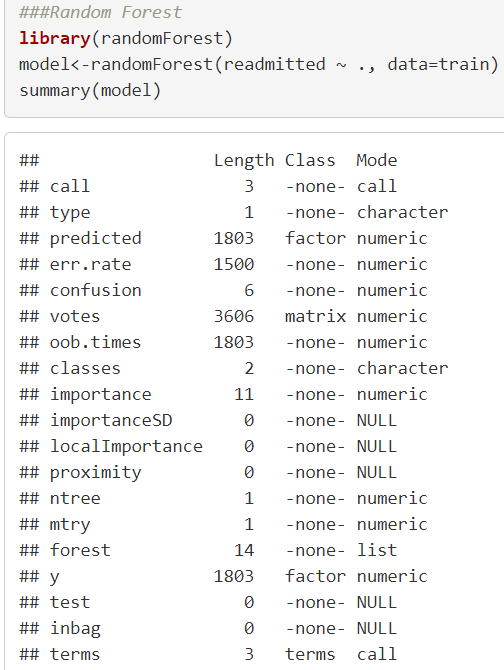 ###Random Forest
library(randomForest)
model<-randomForest(readmitted ~ ., data=train)
summary(model)
##                 Length Class  Mode
## call               3   -none- call
## type               1   -none- character
## predicted       1803   factor numeric
## err.rate        1500   -none- numeric
## confusion          6   -none- numeric
## votes           3606   matrix numeric
## oob.times       1803   -none- numeric
## classes            2   -none- character
## importance        11   -none- numeric
## importanceSD       0   -none- NULL
## localImportance    0   -none- NULL
## proximity          0   -none- NULL
## ntree              1   -none- numeric
## mtry               1   -none- numeric
## forest            14   -none- list
## y               1803   factor numeric
## test               0   -none- NULL
## inbag              0   -none- NULL
## terms              3   terms  call